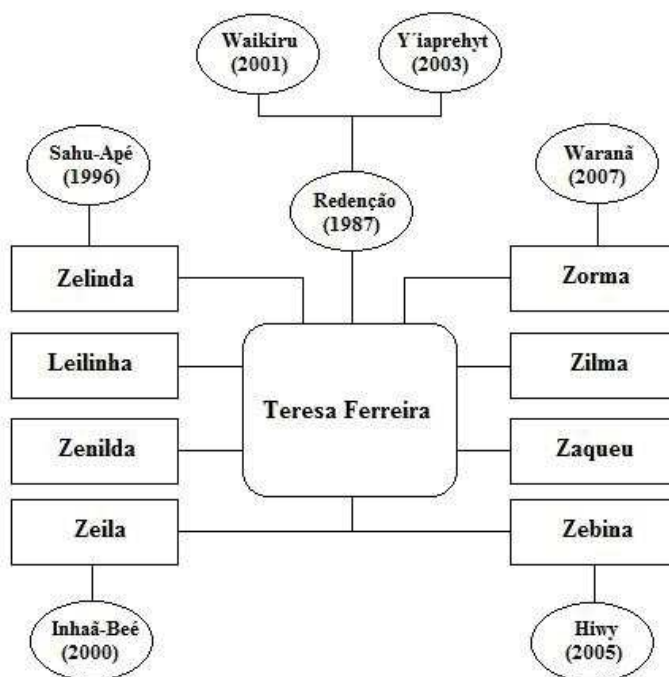 Waikiru
(2001)
Y´iaprehyt
(2003)
Sahu-Apé
(1996)
Redenção
(1987)
Waranã
(2007)
Zelinda
Zorma
Leilinha
Teresa Ferreira
Zilma
Zenilda
Zaqueu
Zeila
Zebina
Inhaã-Beé
(2000)
Hiwy
(2005)